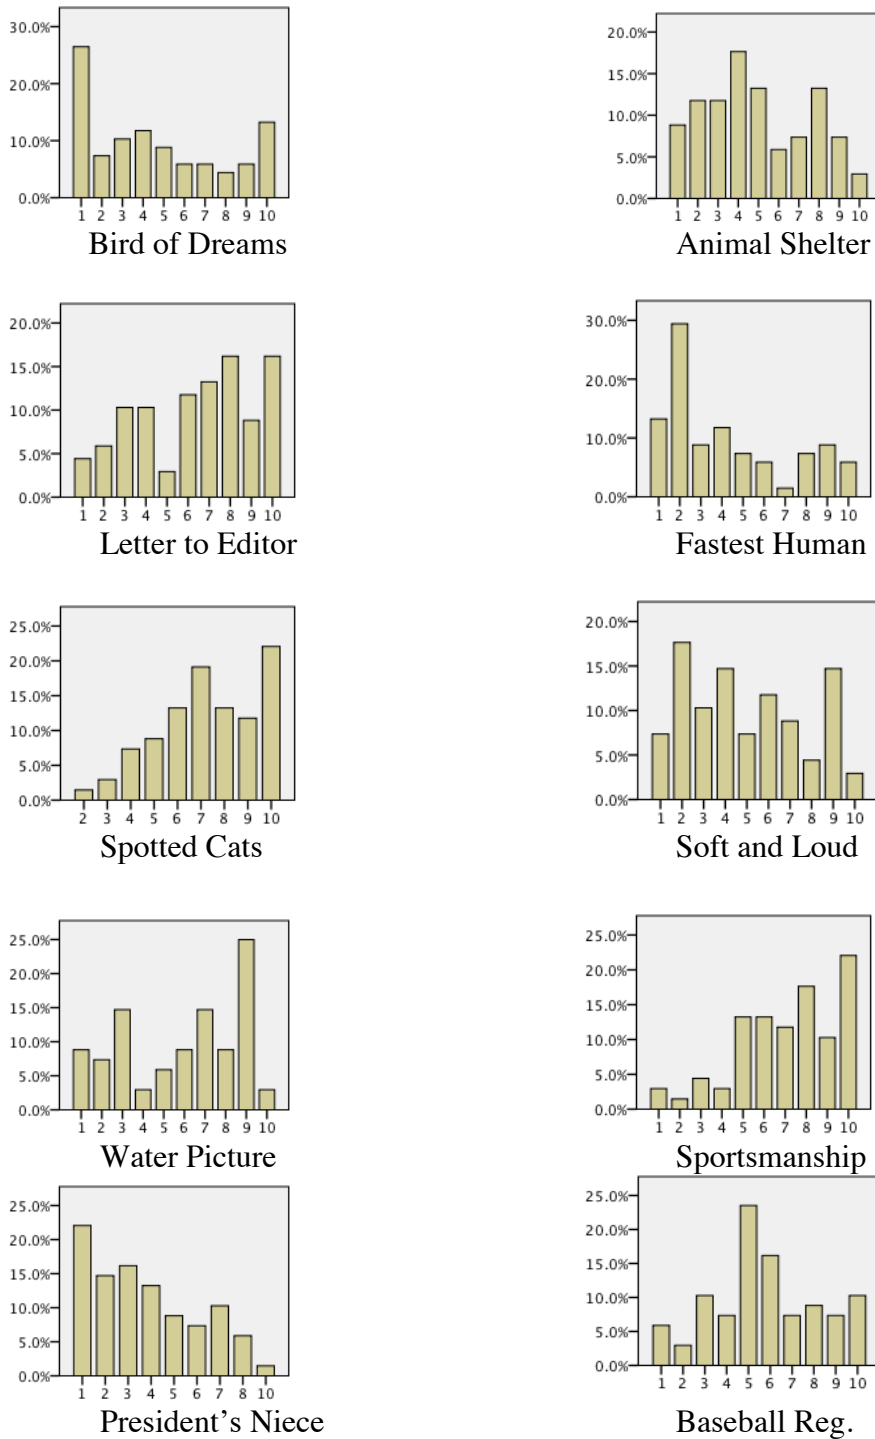 30.0%
20.0%
10.0%
0.0%
1 2 3 4 5 6 7 8 9 10
Bird of Dreams
20.0%
15.0%
10.0%
5.0%
0.0%
1 2 3 4 5 6 7 8 9 10
Animal Shelter
20.0%
15.0%
10.0%
5.0%
0.0%
1 2 3 4 5 6 7 8 9 10
Letter to Editor
30.0%
20.0%
10.0%
0.0%
1 2 3 4 5 6 7 8 9 10
Fastest Human
25.0%
20.0%
15.0%
10.0%
5.0%
0.0%
2 3 4 5 6 7 8 9 10
Spotted Cats
20.0%
15.0%
10.0%
5.0%
0.0%
1 2 3 4 5 6 7 8 9 10
Soft and Loud
25.0%
20.0%
15.0%
10.0%
5.0%
0.0%
1 2 3 4 5 6 7 8 9 10
Water Picture
25.0%
20.0%
15.0%
10.0%
5.0%
0.0%
1 2 3 4 5 6 7 8 9 10
Sportsmanship
25.0%
20.0%
15.0%
10.0%
5.0%
0.0%
1 2 3 4 5 6 7 8 10
President's Niece
25.0%
20.0%
15.0%
10.0%
5.0%
0.0%
1 2 3 4 5 6 7 8 9 10
Baseball Reg.